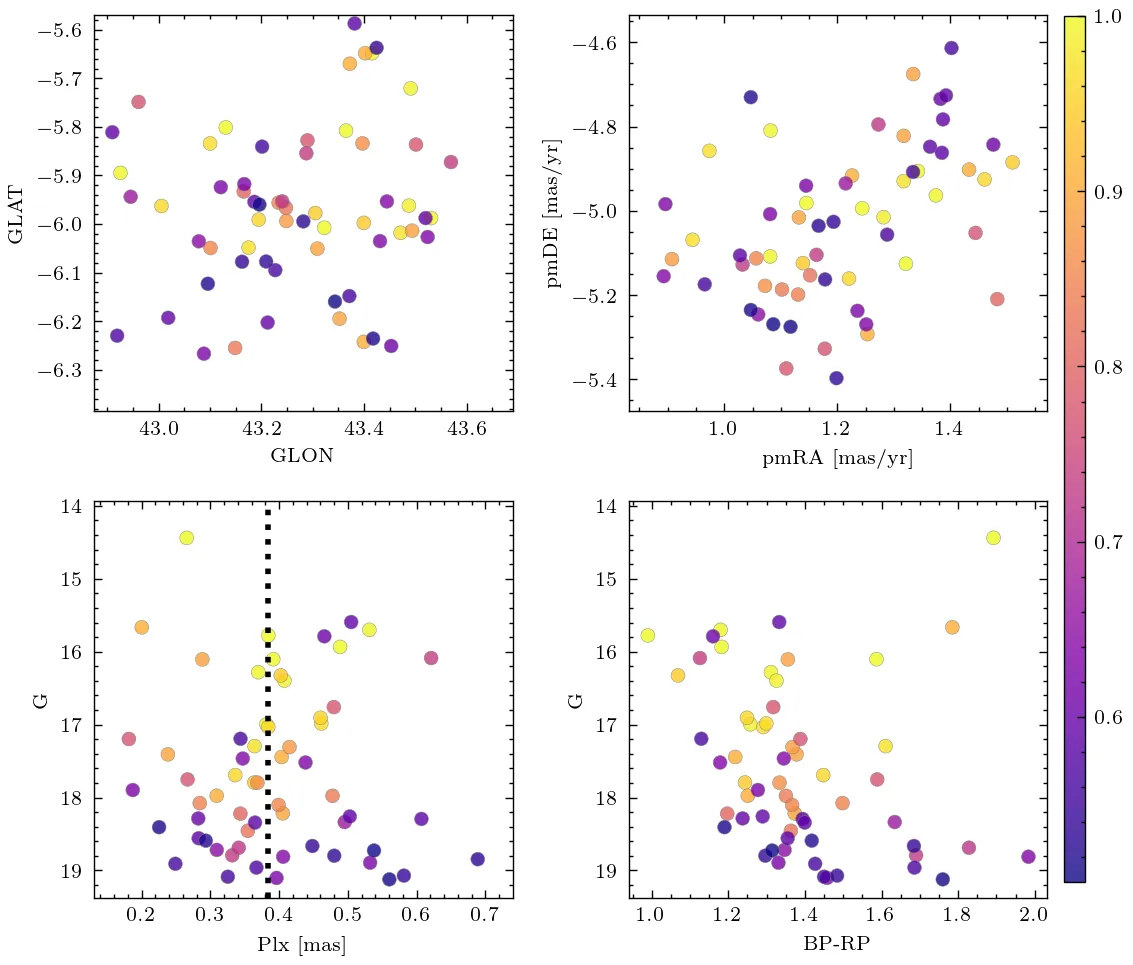 −5.6
−5.7
−5.8
−5.9
−6.0
−6.1
−6.2
−6.3
GLAT
43.0 43.2 43.4 43.6
GLON
−4.6
−4.8
−5.0
−5.2
−5.4
pmDE [mas/yr]
1.0 1.2 1.4
pmRA [mas/yr]
14
15
16
17
18
19
G
0.2 0.3 0.4 0.5 0.6 0.7
Plx [mas]
14
15
16
17
18
19
G
1.0 1.2 1.4 1.6 1.8 2.0
BP-RP
1.0
0.9
0.8
0.7
0.6